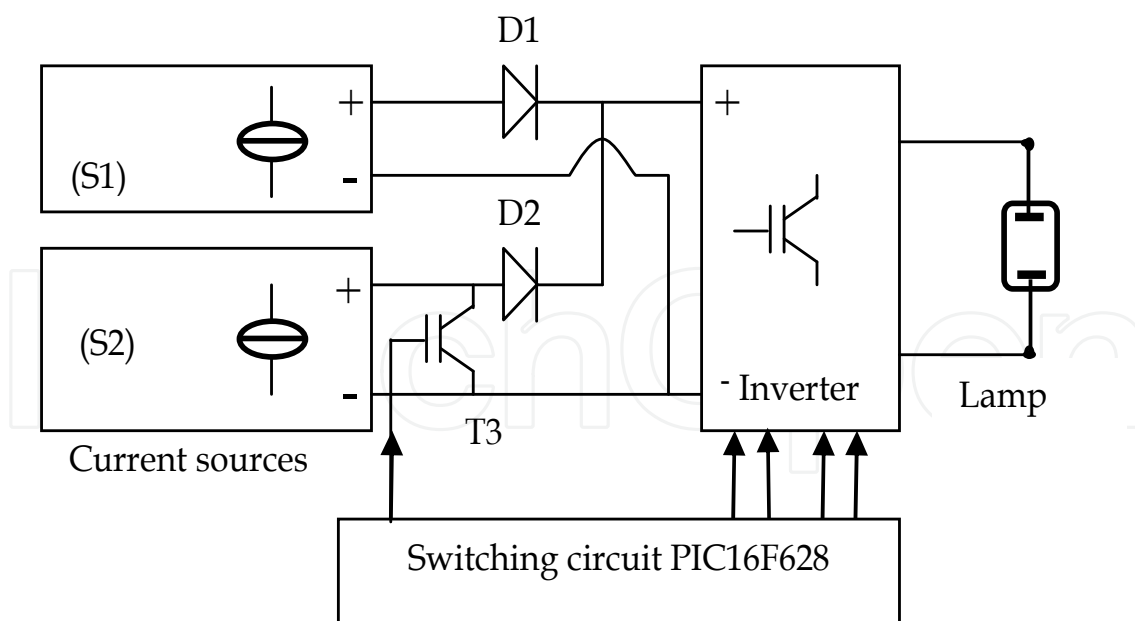 D1
+
+
(S1)
-
-
D2
+
(S2)
-
- Inverter
Lamp
T3
Current sources
Switching circuit PIC16F628